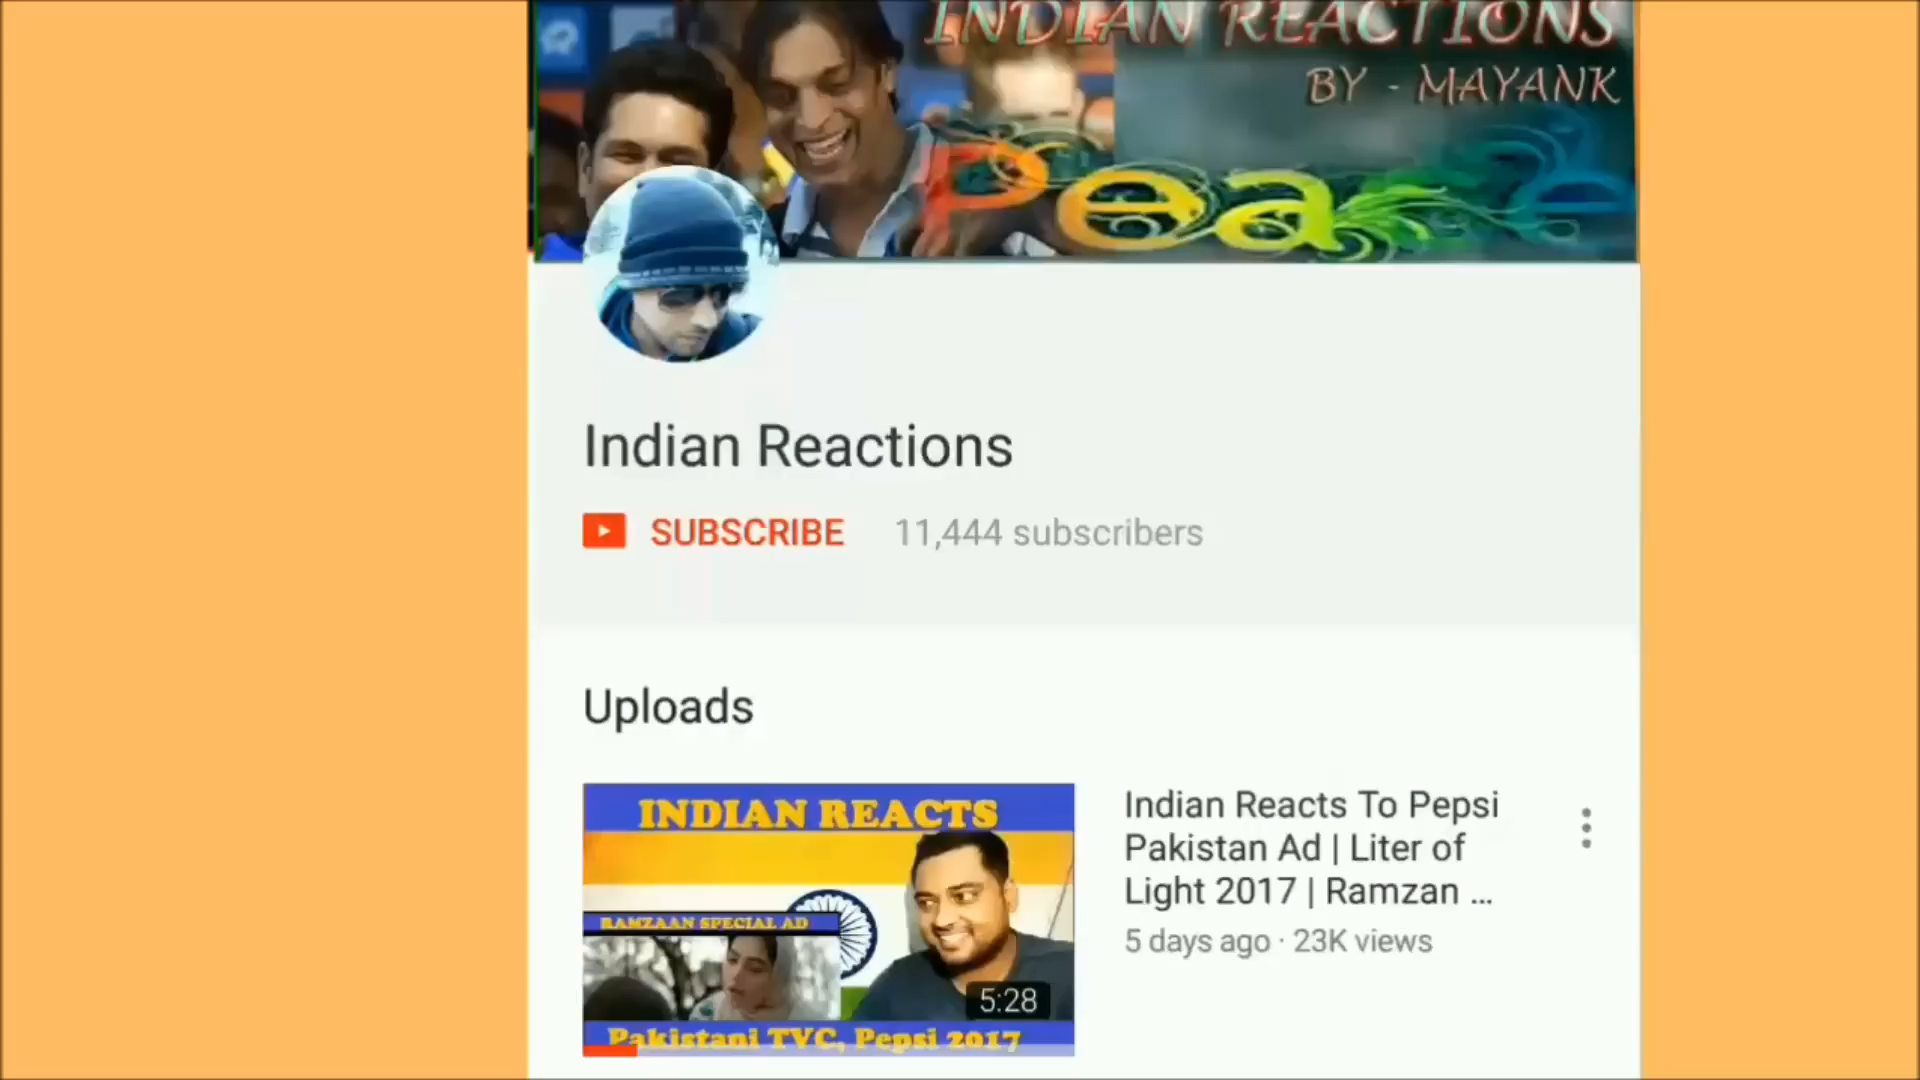 INDIAN REACTIONS
BY - MAYANK
Peace
Indian Reactions
SUBSCRIBE 11,444 subscribers
Uploads
INDIAN REACTS
RAMZAAN SPECIAL AD
5:28
Pakistani TVC, Pepsi 2017
Indian Reacts To Pepsi
Pakistan Ad | Liter of
Light 2017 | Ramzan ...
5 days ago · 23K views